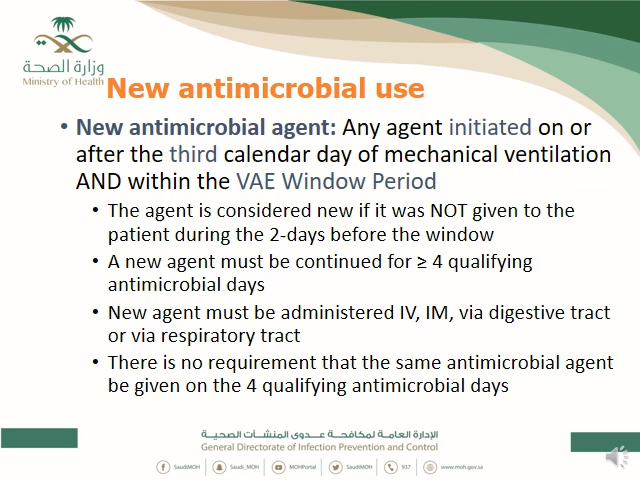 وزارة الصحة
Ministry of Health
New antimicrobial use
• New antimicrobial agent: Any agent initiated on or
after the third calendar day of mechanical ventilation
AND within the VAE Window Period
• The agent is considered new if it was NOT given to the
patient during the 2-days before the window
• A new agent must be continued for ≥ 4 qualifying
antimicrobial days
• New agent must be administered IV, IM, via digestive tract
or via respiratory tract
• There is no requirement that the same antimicrobial agent
be given on the 4 qualifying antimicrobial days
الإدارة العامة لمكافحة عدوى المنشآت الصحية
General Directorate of Infection Prevention and Control
SaudiMOH Saudi_MOH MOHPortal SaudiMOH 937 www.moh.gov.sa